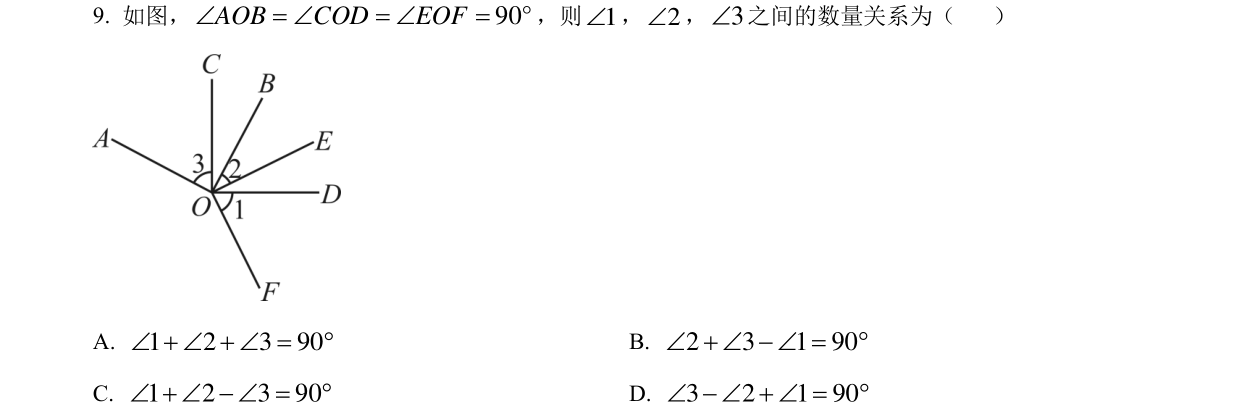 9. 如图，∠AOB = ∠COD = ∠EOF = 90°，则∠1，∠2，∠3之间的数量关系为（　　）
C
B
A
E
3
2
D
O
1
F
A. ∠1+∠2+∠3=90°
B. ∠2+∠3−∠1=90°
C. ∠1+∠2−∠3=90°
D. ∠3−∠2+∠1=90°